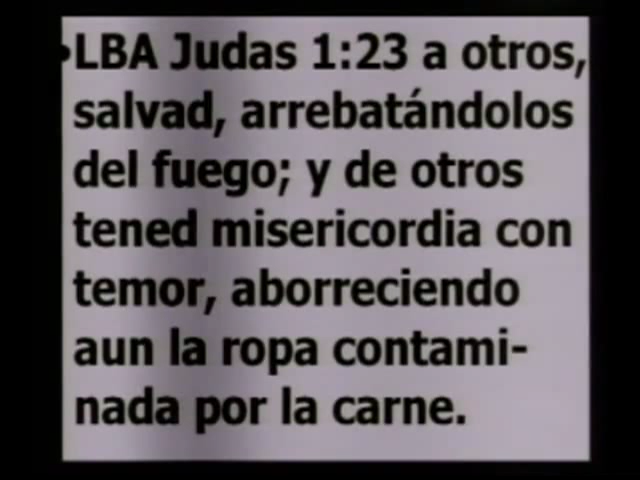 •LBA Judas 1:23 a otros,
salvad, arrebatándolos
del fuego; y de otros
tened misericordia con
temor, aborreciendo
aun la ropa contami-
nada por la carne.